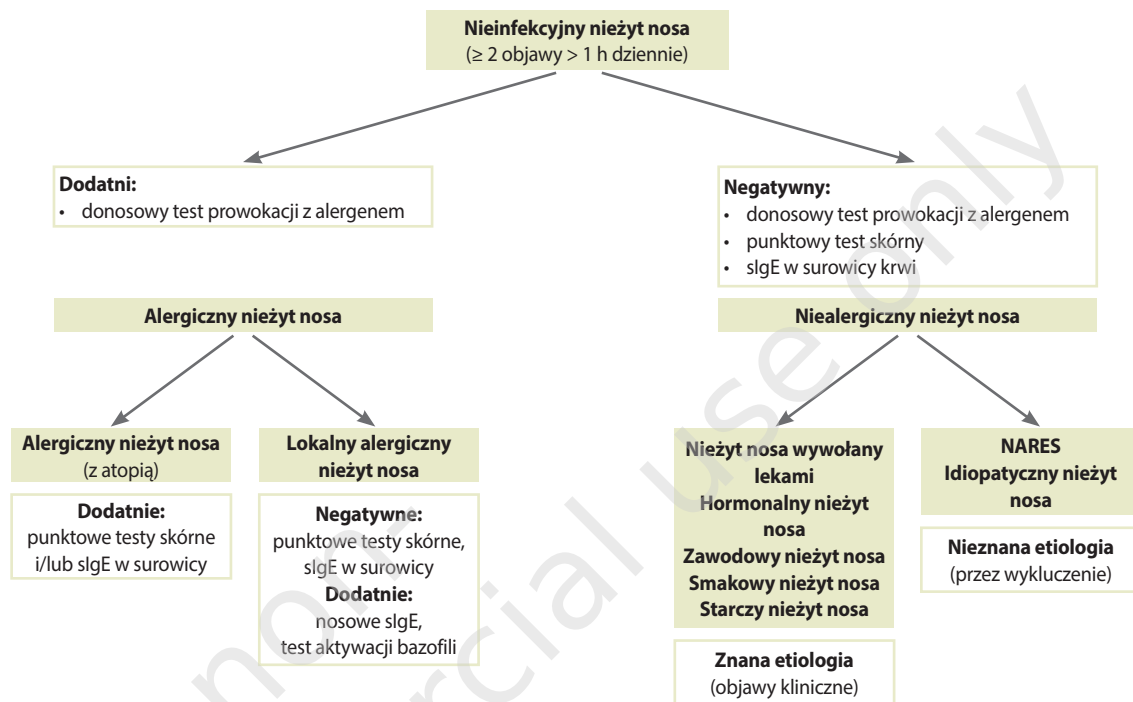 Nieinfekcyjny nieżyt nosa
(≥ 2 objawy > 1 h dziennie)
Dodatni:
• donosowy test prowokacji z alergenem
Negatywny:
• donosowy test prowokacji z alergenem
• punktowy test skórny
• sIgE w surowicy krwi
Alergiczny nieżyt nosa
Niealergiczny nieżyt nosa
Alergiczny nieżyt nosa
(z atopią)
Dodatnie:
punktowe testy skórne
i/lub sIgE w surowicy
Lokalny alergiczny
nieżyt nosa
Negatywne:
punktowe testy skórne,
sIgE w surowicy
Dodatnie:
nosowe sIgE,
test aktywacji bazofili
Nieżyt nosa wywołany
lekami
Hormonalny nieżyt
nosa
Zawodowy nieżyt nosa
Smakowy nieżyt nosa
Starczy nieżyt nosa
Znana etiologia
(objawy kliniczne)
NARES
Idiopatyczny nieżyt
nosa
Nieznana etiologia
(przez wykluczenie)
non-
rcial use only